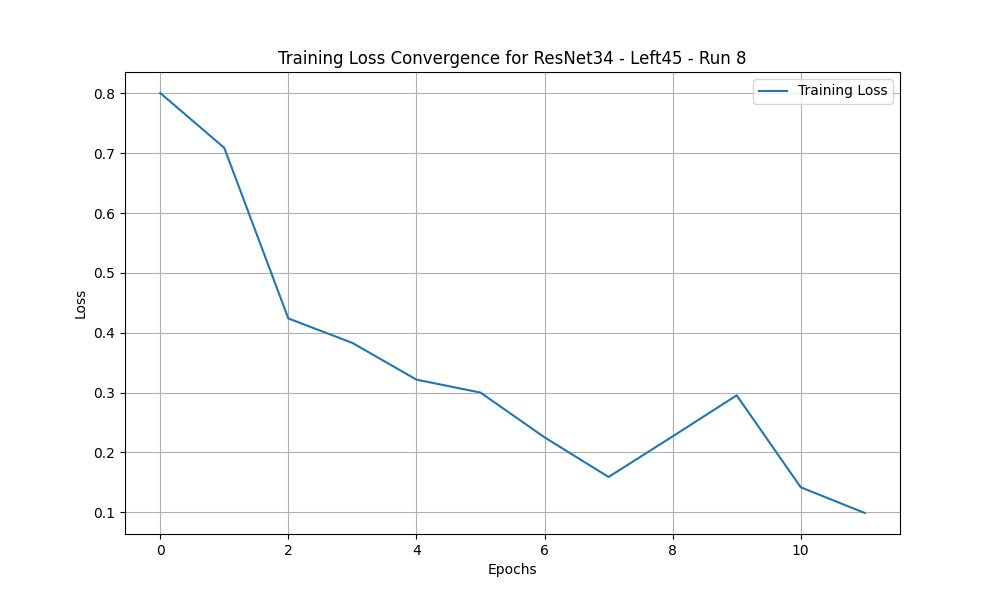 Training Loss Convergence for ResNet34 - Left45 - Run 8
Training Loss
0.8
0.7
0.6
0.5
0.4
0.3
0.2
0.1
Loss
0 2 4 6 8 10
Epochs